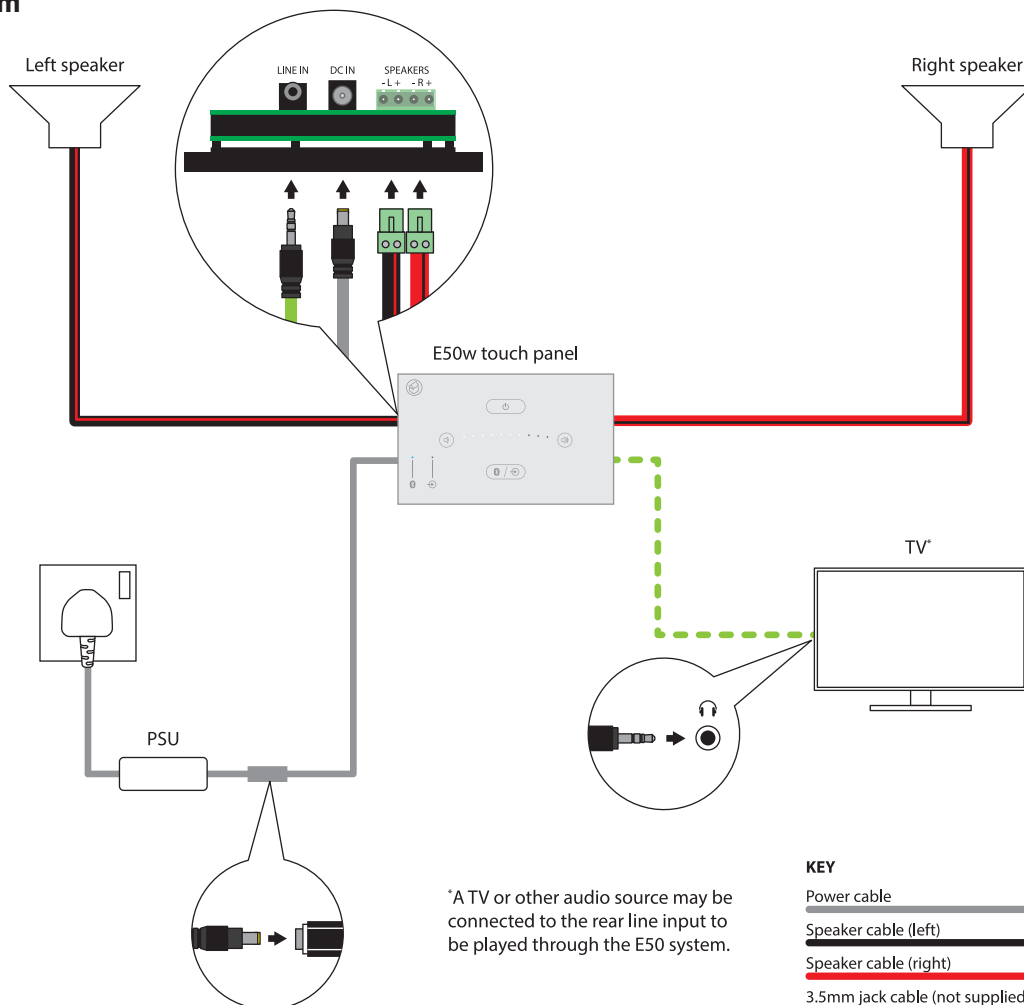 m
Left speaker
Right speaker
LINE IN
DC IN
SPEAKERS
- L + - R +
E50w touch panel
TV*
PSU
*A TV or other audio source may be
connected to the rear line input to
be played through the E50 system.
KEY
Power cable
Speaker cable (left)
Speaker cable (right)
3.5mm jack cable (not supplied